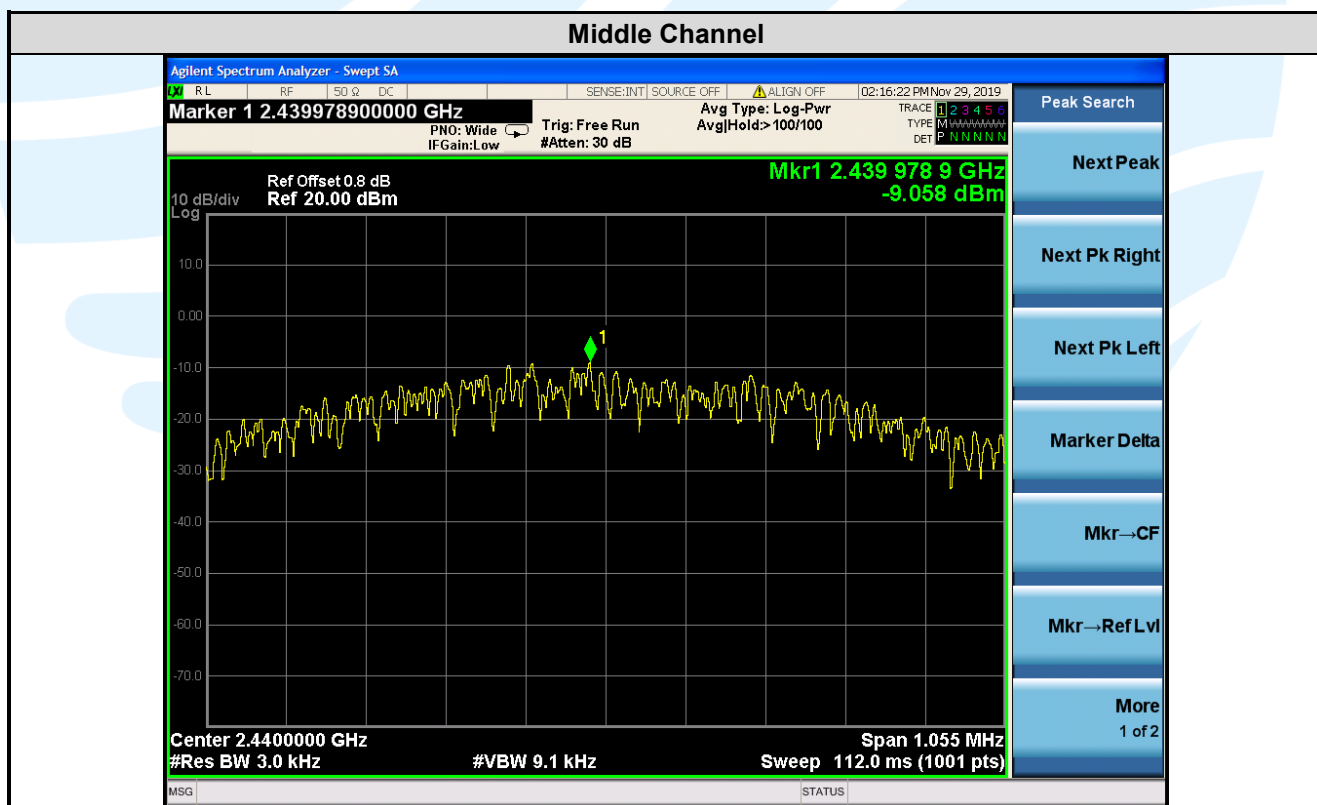 Middle Channel
Agilent Spectrum Analyzer - Swept SA
LXI RL RF 50 Ω DC SENSE:INT SOURCE OFF ALIGN OFF 02:16:22 PM Nov 29, 2019
Marker 1 2.439978900000 GHz
PNO: Wide
IFGain:Low
Trig: Free Run
#Atten: 30 dB
Avg Type: Log-Pwr
Avg|Hold:>100/100
TRACE 1 2 3 4 5 6
TYPE M WWWWW
DET P N N N N N
Mkr1 2.439 978 9 GHz
-9.058 dBm
Ref Offset 0.8 dB
10 dB/div Ref 20.00 dBm
Log
10.0
0.00
-10.0
-20.0
-30.0
-40.0
-50.0
-60.0
-70.0
1
Center 2.4400000 GHz Span 1.055 MHz
#Res BW 3.0 kHz #VBW 9.1 kHz Sweep 112.0 ms (1001 pts)
MSG STATUS
Peak Search
Next Peak
Next Pk Right
Next Pk Left
Marker Delta
Mkr→CF
Mkr→Ref Lvl
More
1 of 2